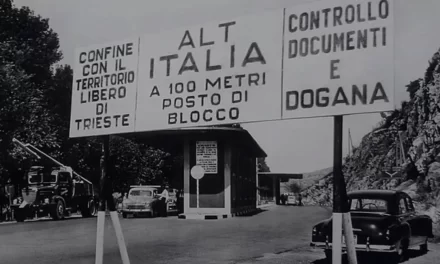 CONFINE
CON IL
TERRITORIO
LIBERO
DI
TRIESTE
ALT
ITALIA
A 100 METRI
POSTO DI
BLOCCO
CONTROLLO
DOCUMENTI
E
DOGANA